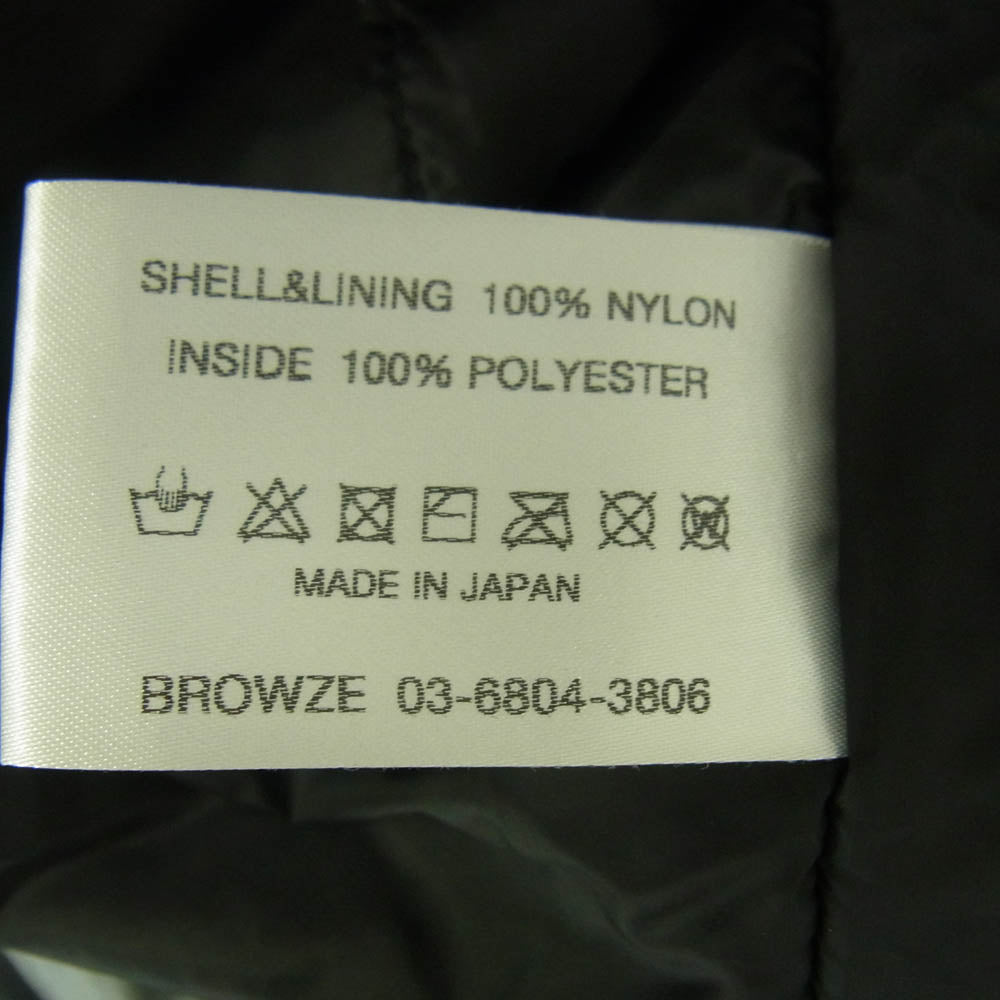 SHELL&LINING 100% NYLON
INSIDE 100% POLYESTER
MADE IN JAPAN
BROWZE 03-6804-3806